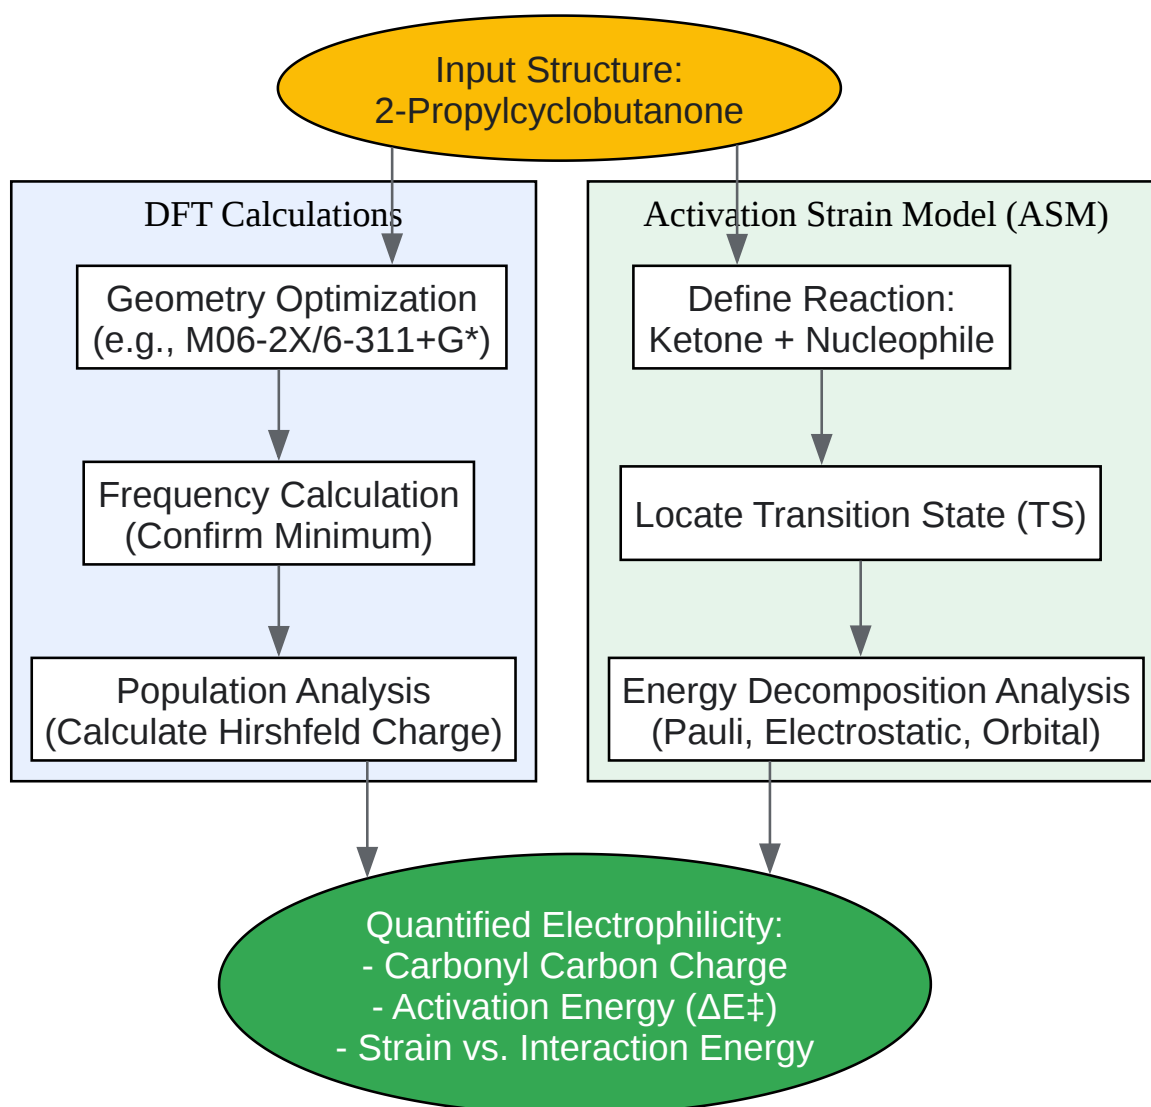 Input Structure:
2-Propylcyclobutanone
DFT Calculations
Geometry Optimization
(e.g., M06-2X/6-311+G*)
Frequency Calculation
(Confirm Minimum)
Population Analysis
(Calculate Hirshfeld Charge)
Activation Strain Model (ASM)
Define Reaction:
Ketone + Nucleophile
Locate Transition State (TS)
Energy Decomposition Analysis
(Pauli, Electrostatic, Orbital)
Quantified Electrophilicity:
- Carbonyl Carbon Charge
- Activation Energy (ΔE‡)
- Strain vs. Interaction Energy